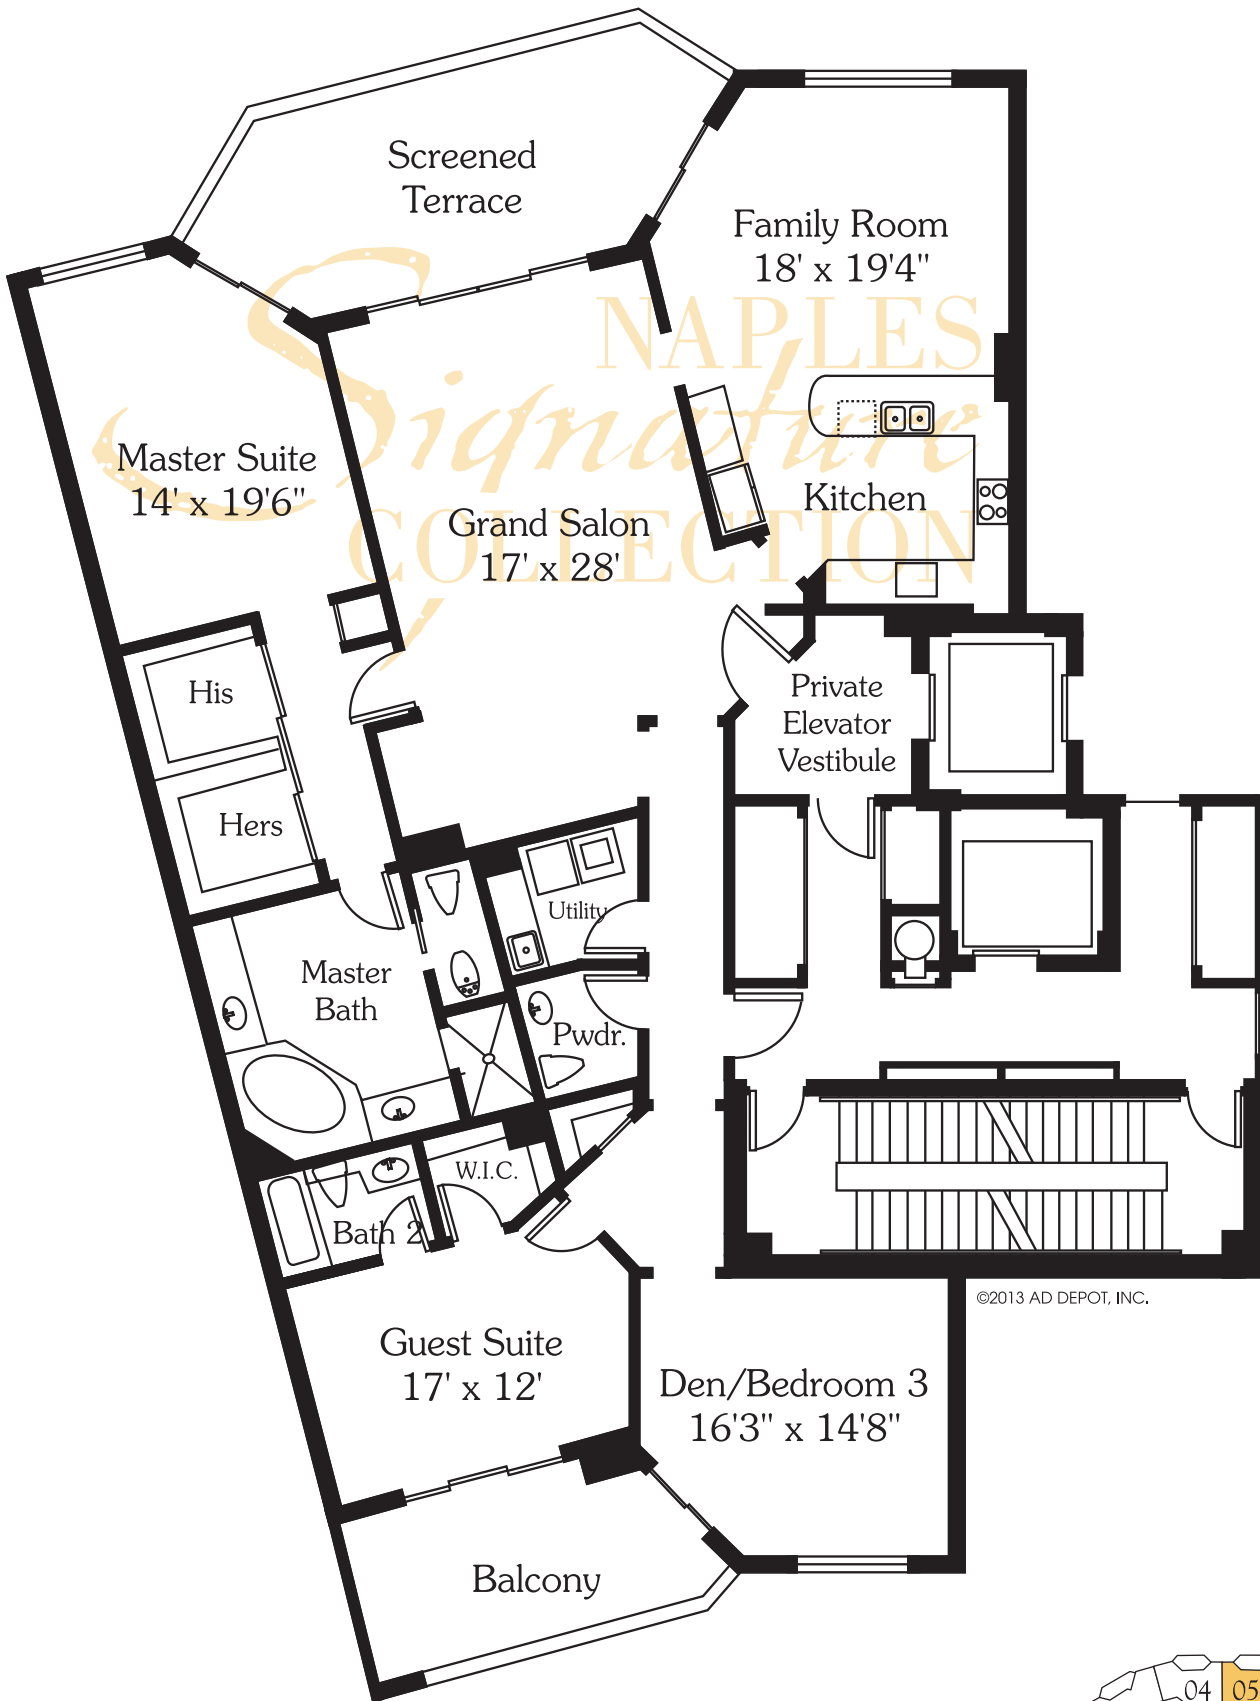 Screened
Terrace
Family Room
18' x 19'4"
NAPLES
Signature
COLLECTION
Master Suite
14' x 19'6"
Grand Salon
17' x 28'
Kitchen
His
Private
Elevator
Vestibule
Hers
Utility
Master
Bath
Pwdr.
W.I.C.
Bath 2
©2013 AD DEPOT, INC.
Guest Suite
17' x 12'
Den/Bedroom 3
16'3" x 14'8"
Balcony
04 05